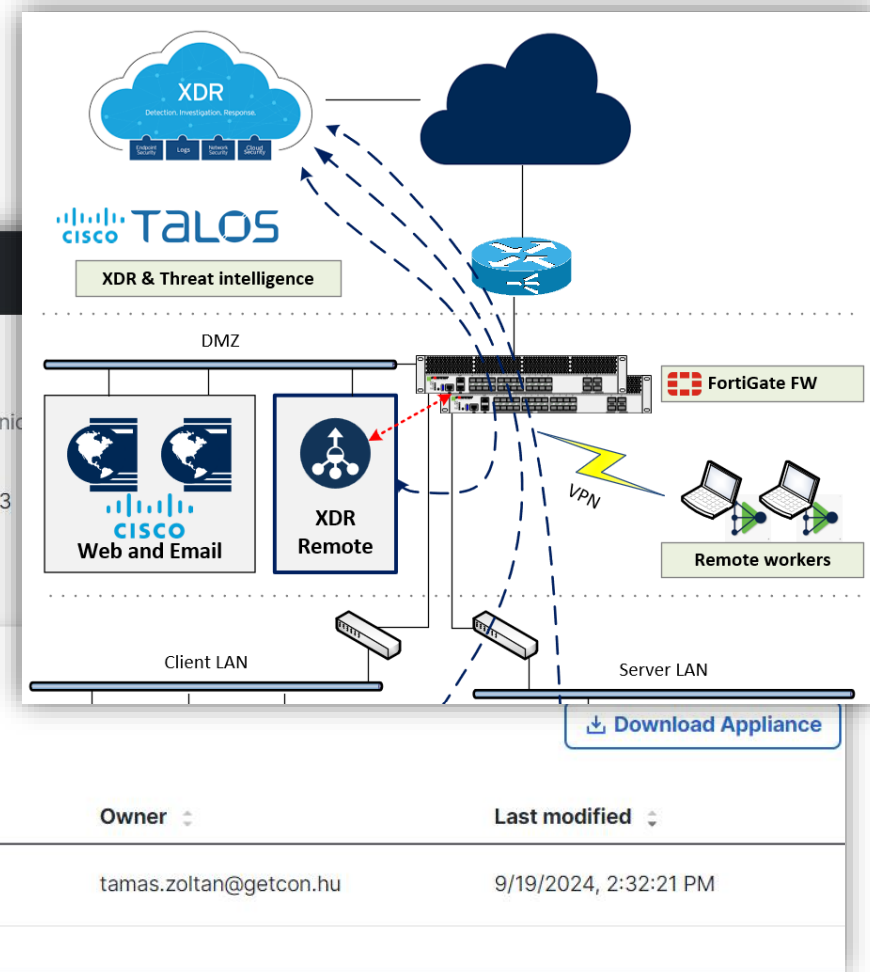 XDR
Detection. Investigation. Response.
Endpoint Security
Logs
Network Security
Cloud Security
CISCO TALOS
XDR & Threat intelligence
DMZ
FortiGate FW
CISCO
Web and Email
XDR
Remote
VPN
Remote workers
Client LAN
Server LAN
3
Download Appliance
Owner
Last modified
tamas.zoltan@getcon.hu
9/19/2024, 2:32:21 PM